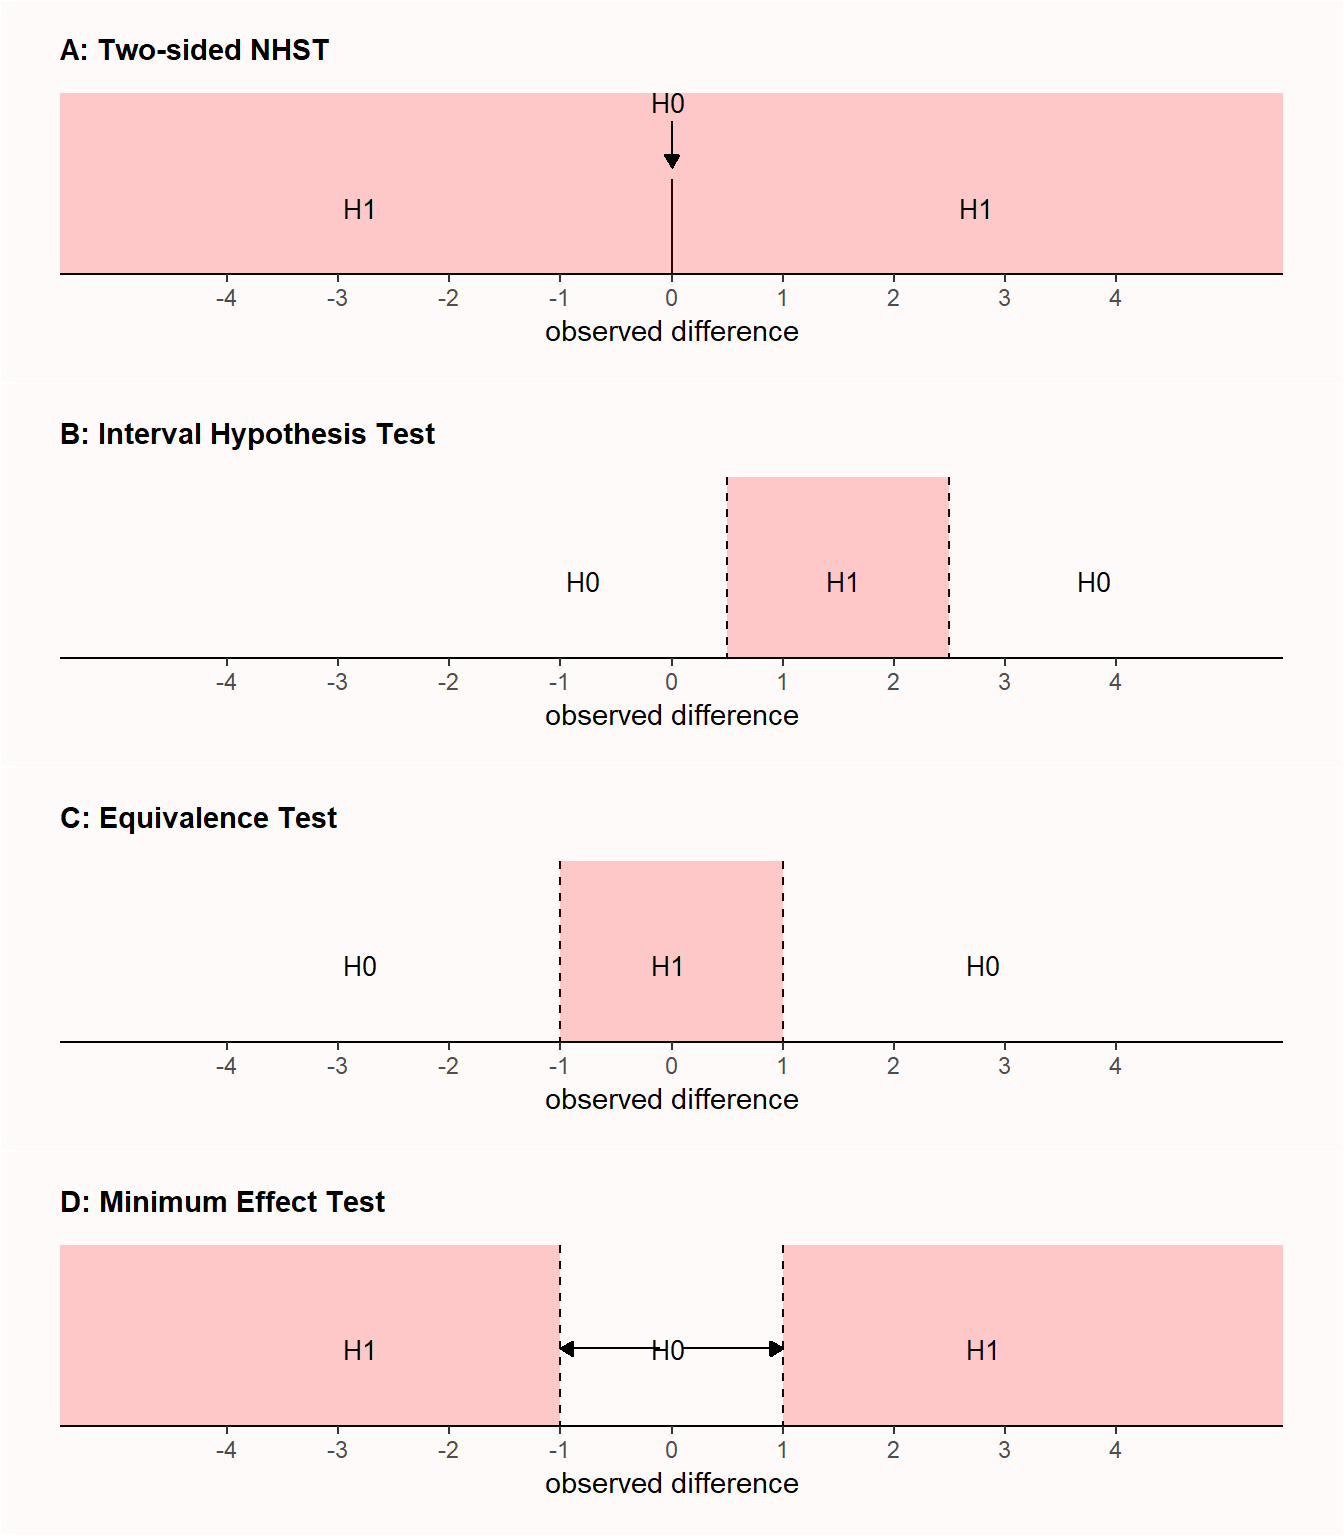 A: Two-sided NHST
H0
H1 H1
-4 -3 -2 -1 0 1 2 3 4
observed difference
B: Interval Hypothesis Test
H0 H1 H0
-4 -3 -2 -1 0 1 2 3 4
observed difference
C: Equivalence Test
H0 H1 H0
-4 -3 -2 -1 0 1 2 3 4
observed difference
D: Minimum Effect Test
H1 H0 H1
-4 -3 -2 -1 0 1 2 3 4
observed difference